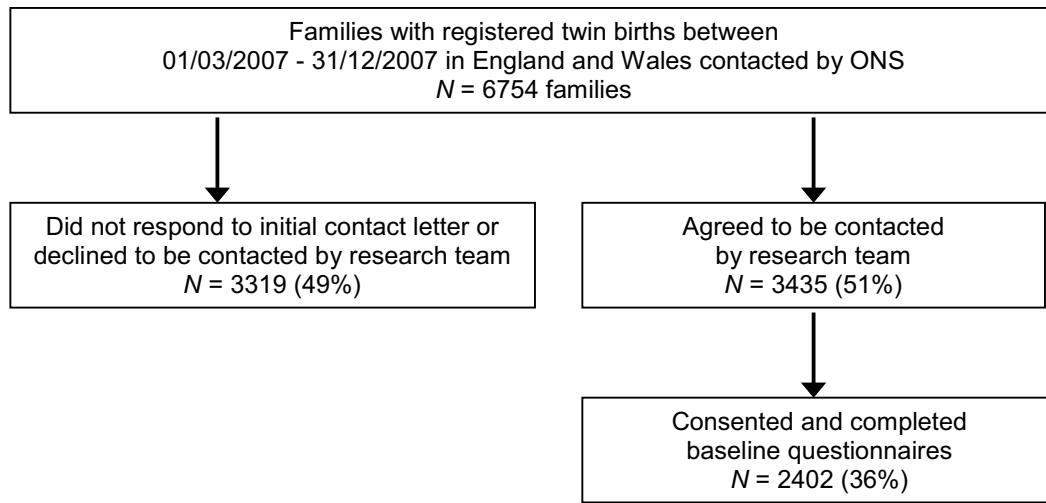 Families with registered twin births between
01/03/2007 - 31/12/2007 in England and Wales contacted by ONS
N = 6754 families
Did not respond to initial contact letter or
declined to be contacted by research team
N = 3319 (49%)
Agreed to be contacted
by research team
N = 3435 (51%)
Consented and completed
baseline questionnaires
N = 2402 (36%)